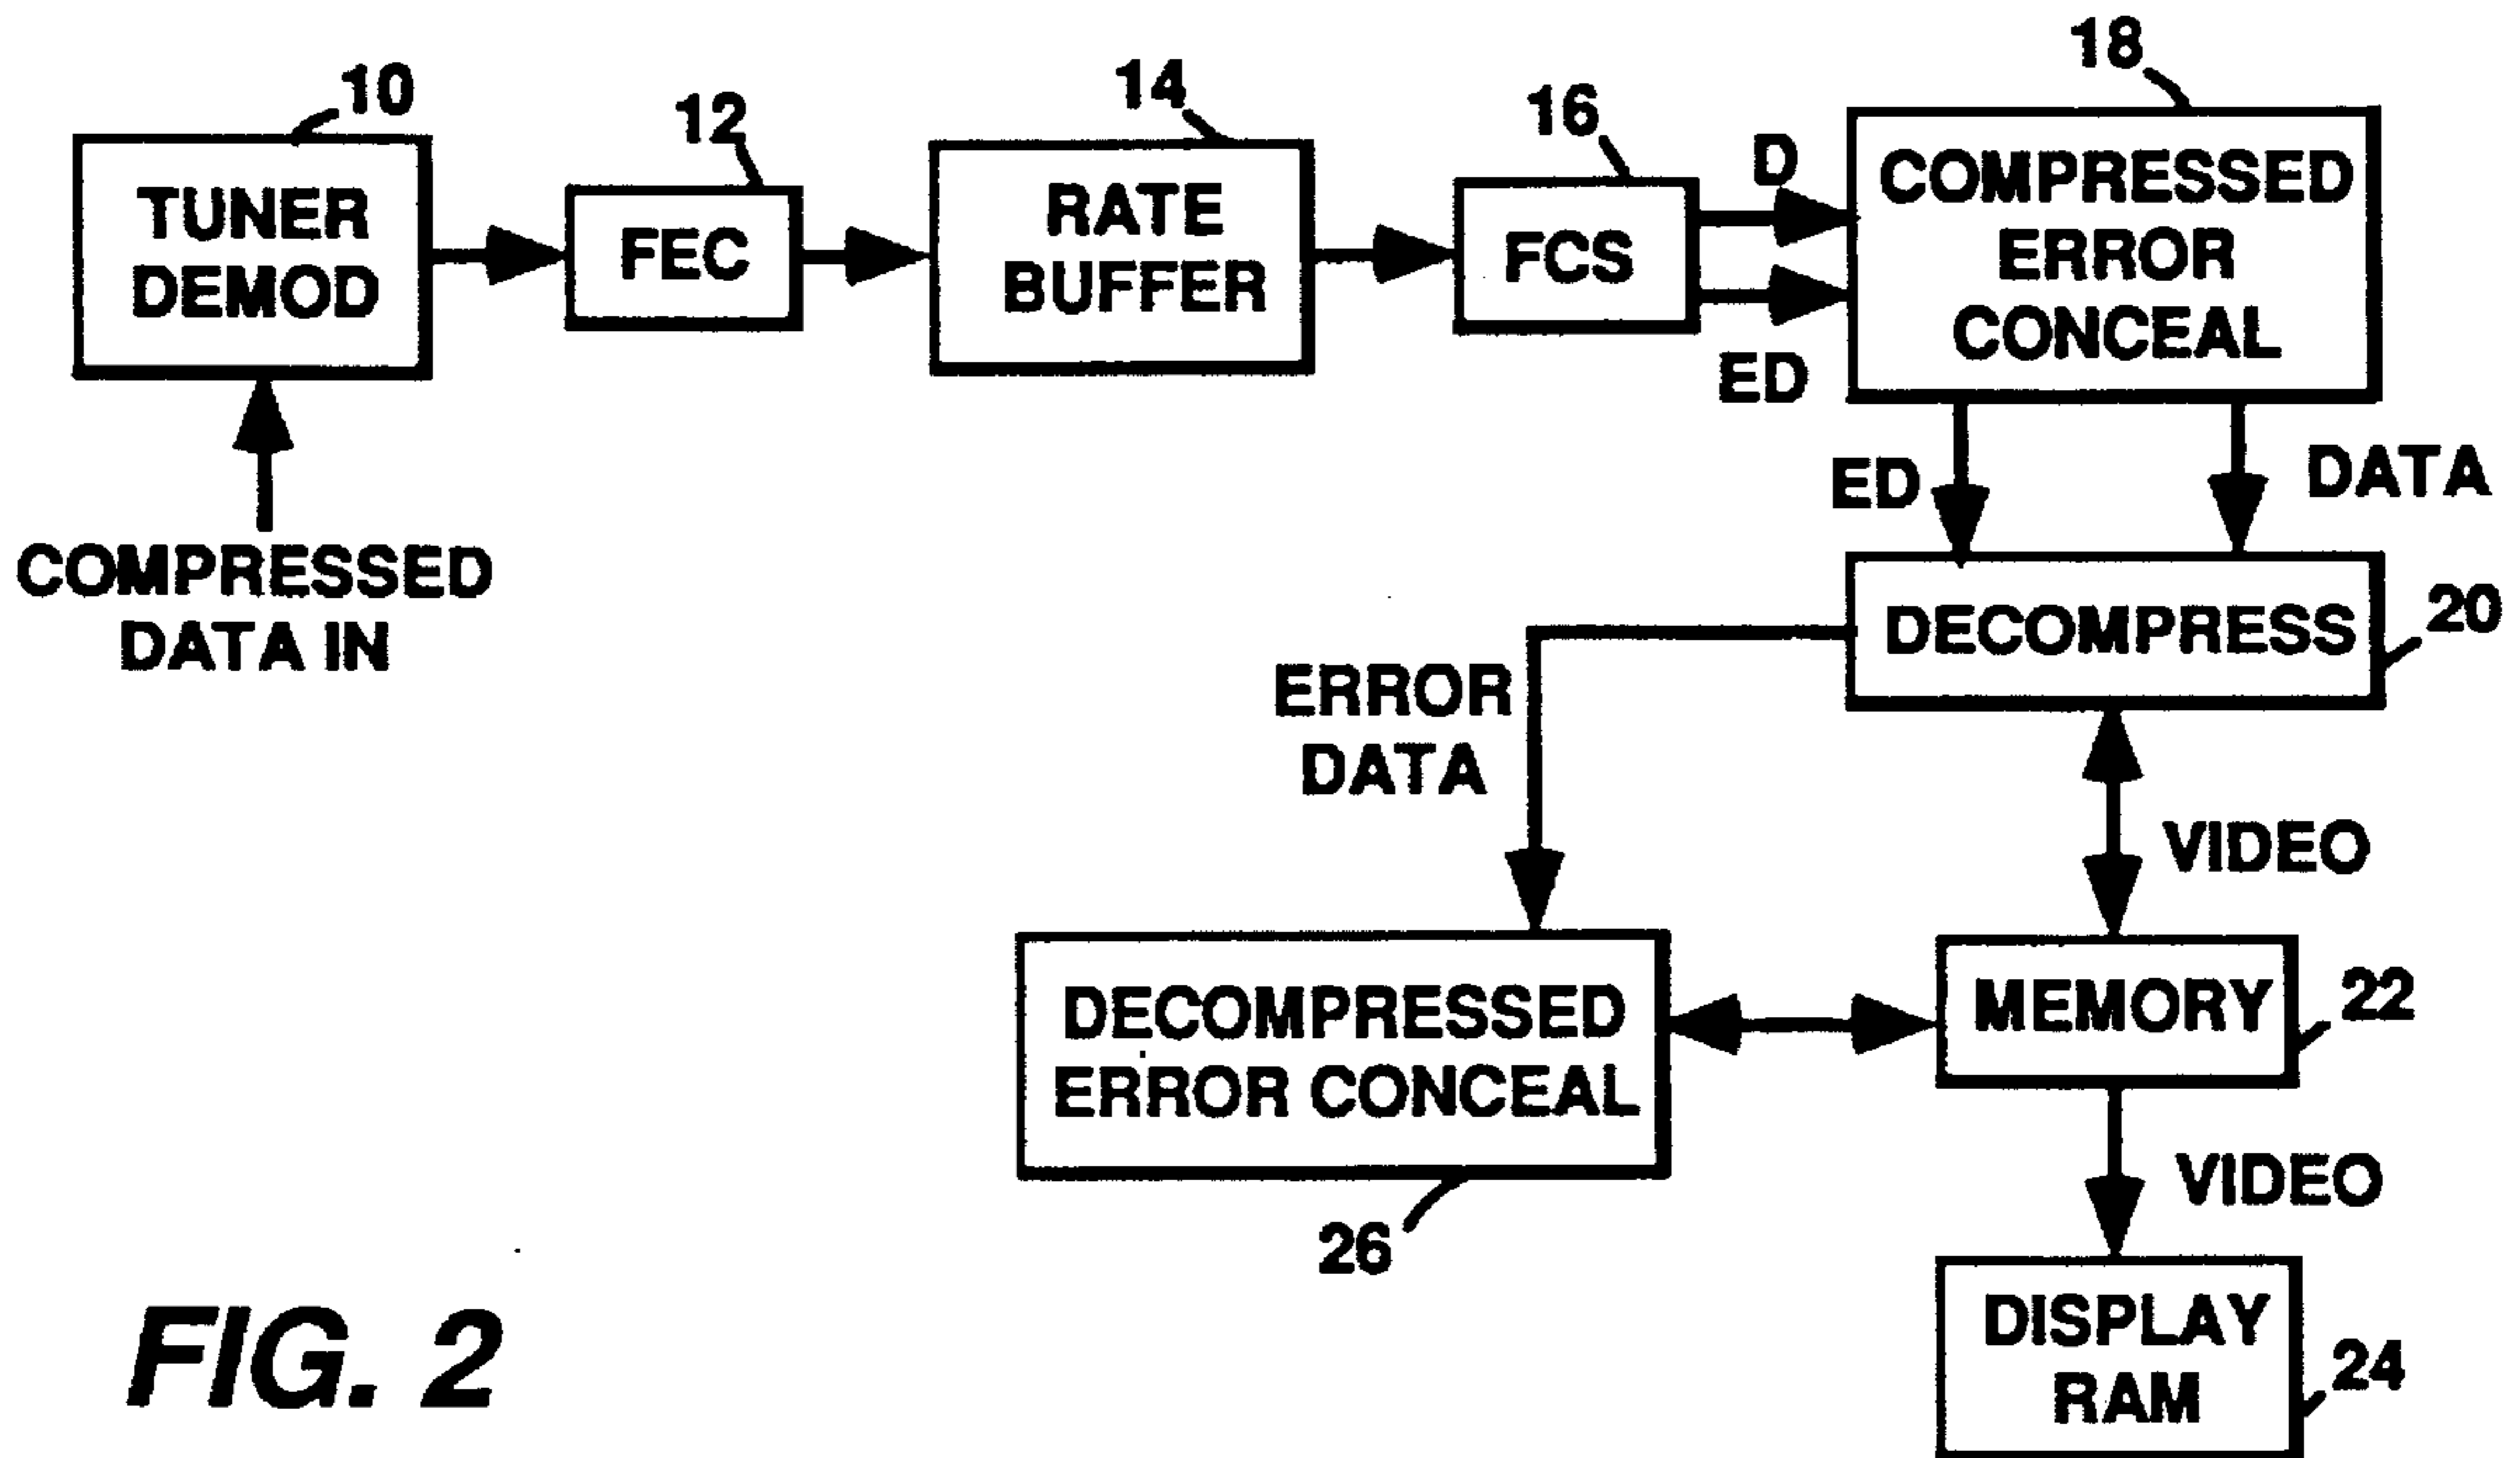 10
12
14
16
18
TUNER
DEMOD
FEC
RATE
BUFFER
FCS
D
ED
COMPRESSED
ERROR
CONCEAL
COMPRESSED
DATA IN
ED
DATA
DECOMPRESS
20
ERROR
DATA
VIDEO
DECOMPRESSED
ERROR CONCEAL
26
MEMORY
22
VIDEO
DISPLAY
RAM
24
FIG. 2